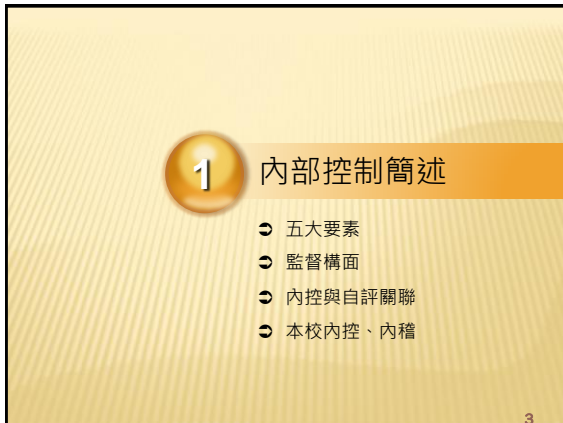 1
內部控制簡述
➲ 五大要素
➲ 監督構面
➲ 內控與自評關聯
➲ 本校內控、內稽
3